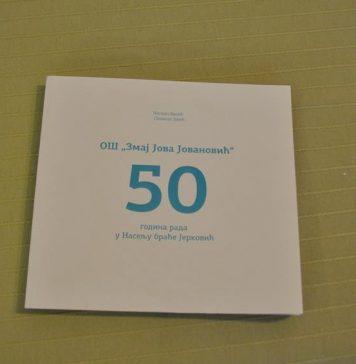 ОШ „Змај Јова Јовановић“
50
година рада
у Насељу браће Јерковић